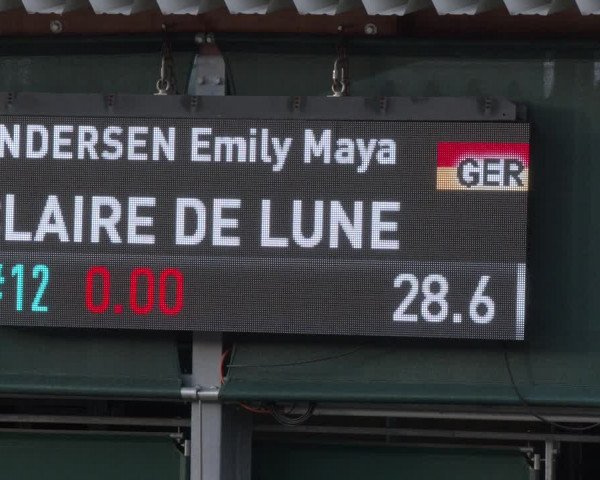 NDERSEN Emily Maya
GER
LAIRE DE LUNE
#12 0.00 28.6